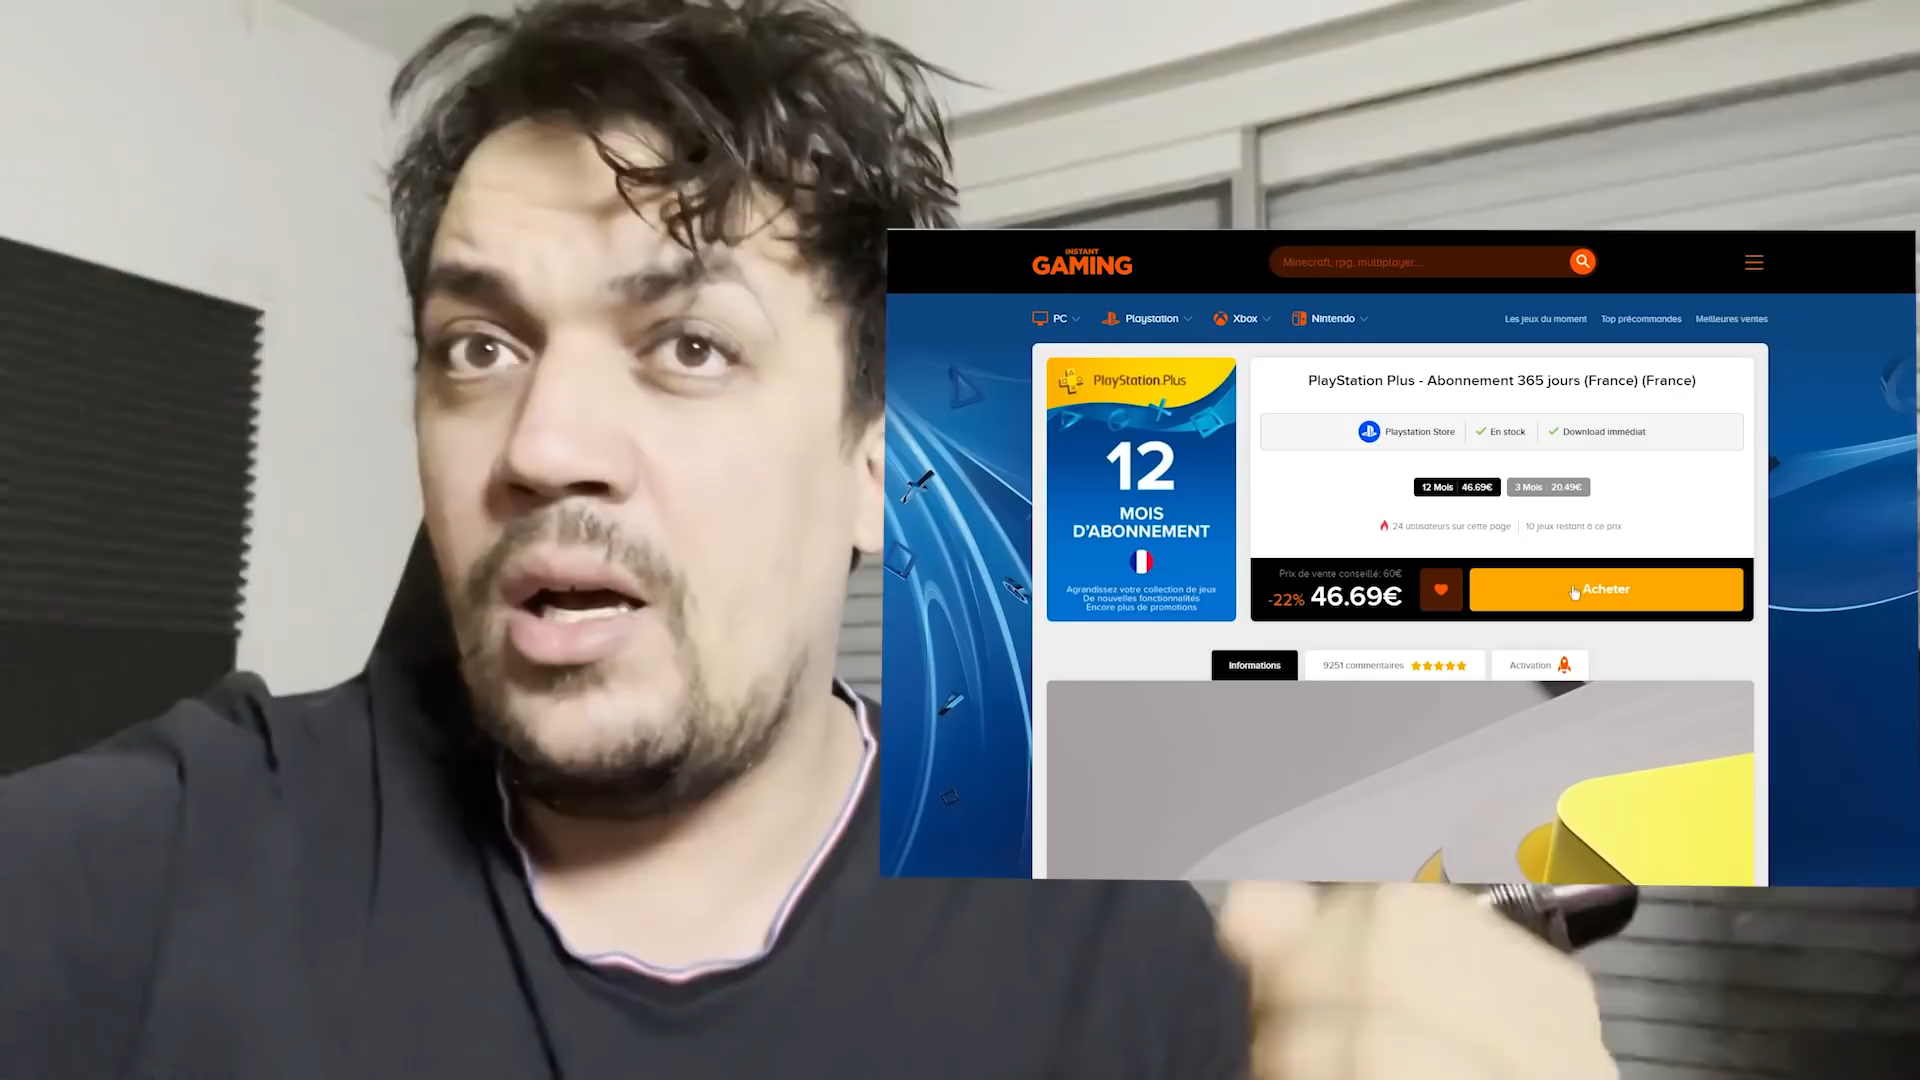 INSTANT
GAMING
Minecraft, rpg, multiplayer...
PC
Playstation
Xbox
Nintendo
Les jeux du moment
Top précommandes
Meilleures ventes
PlayStation.Plus
12
MOIS
D'ABONNEMENT
Agrandissez votre collection de jeux
De nouvelles fonctionnalités
Encore plus de promotions
PlayStation Plus - Abonnement 365 jours (France) (France)
Playstation Store
En stock
Download immédiat
12 Mois 46.69€
3 Mois 20.49€
24 utilisateurs sur cette page
10 jeux restant à ce prix
Prix de vente conseillé: 60€
-22% 46.69€
Acheter
Informations
9251 commentaires
Activation